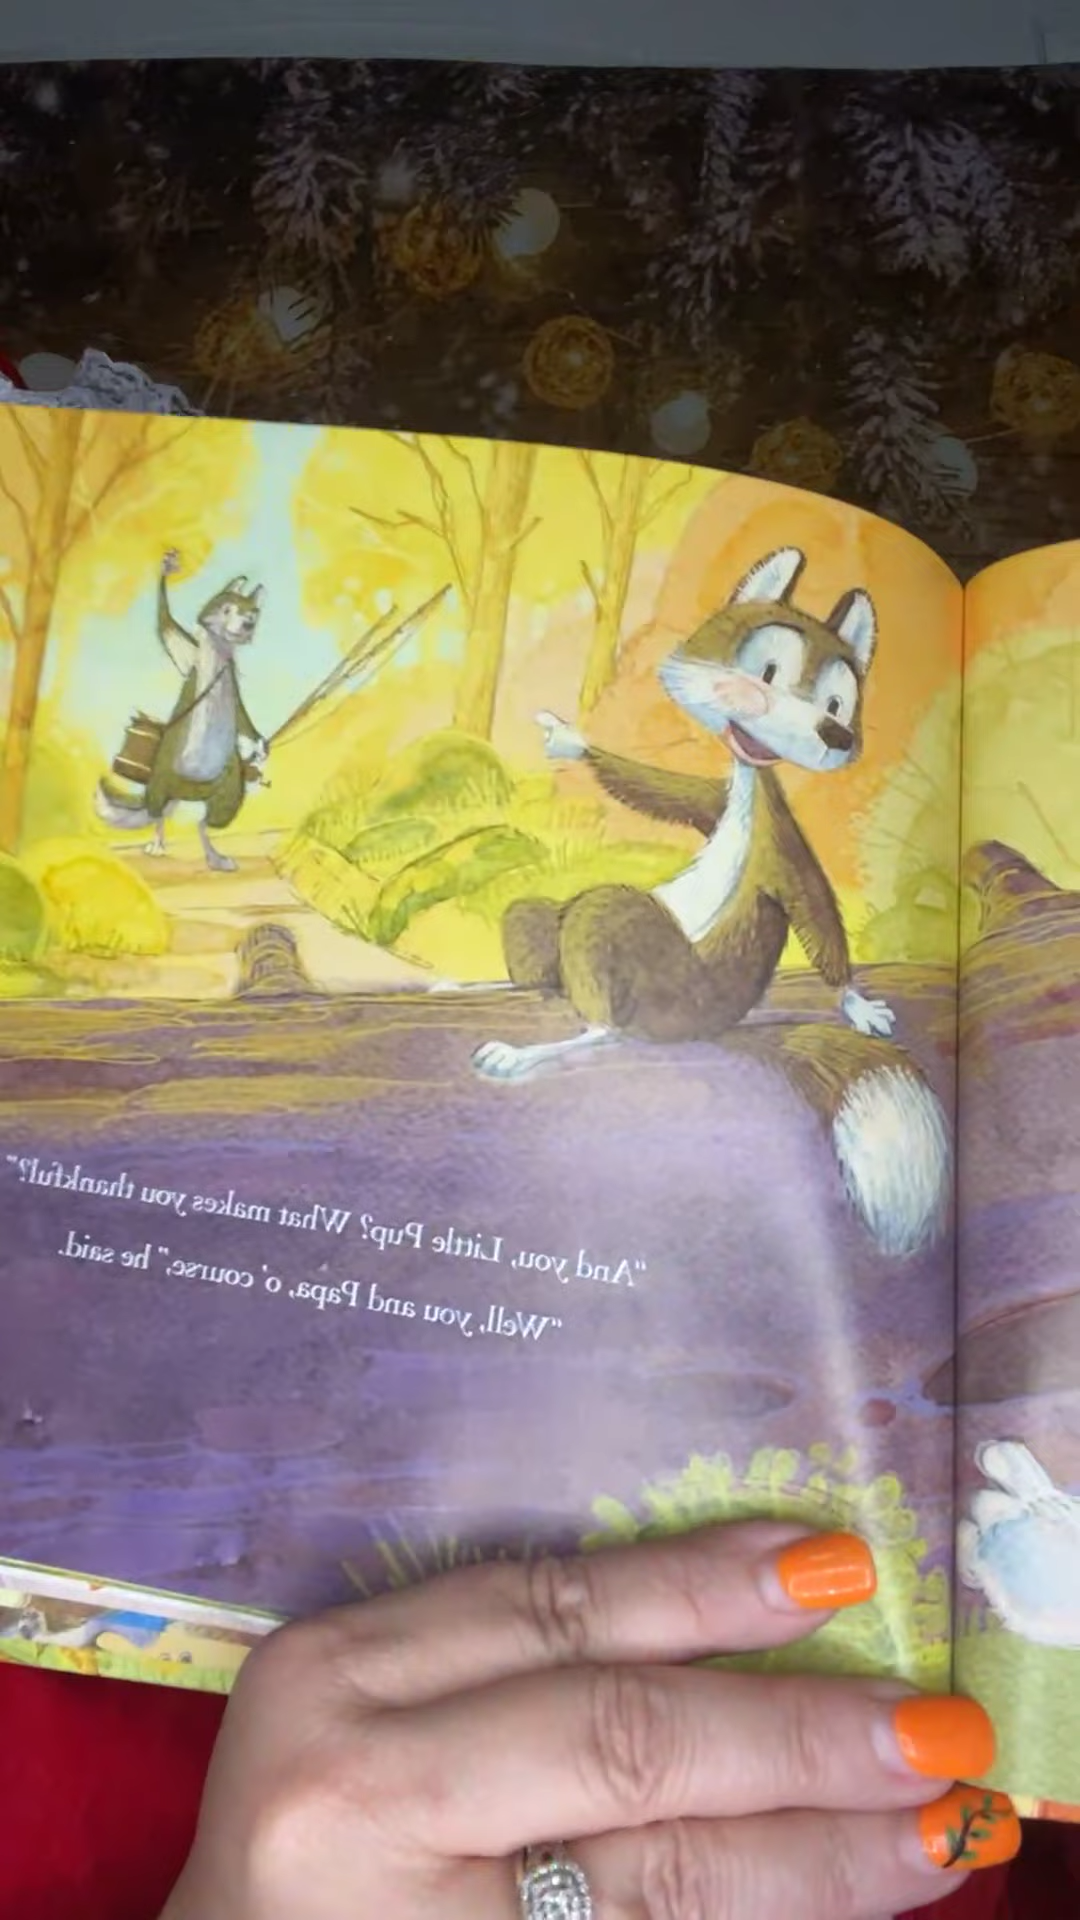 “And you, Little Pup? What makes you thankful?”
“Well, you and Papa, o’ course,” he said.